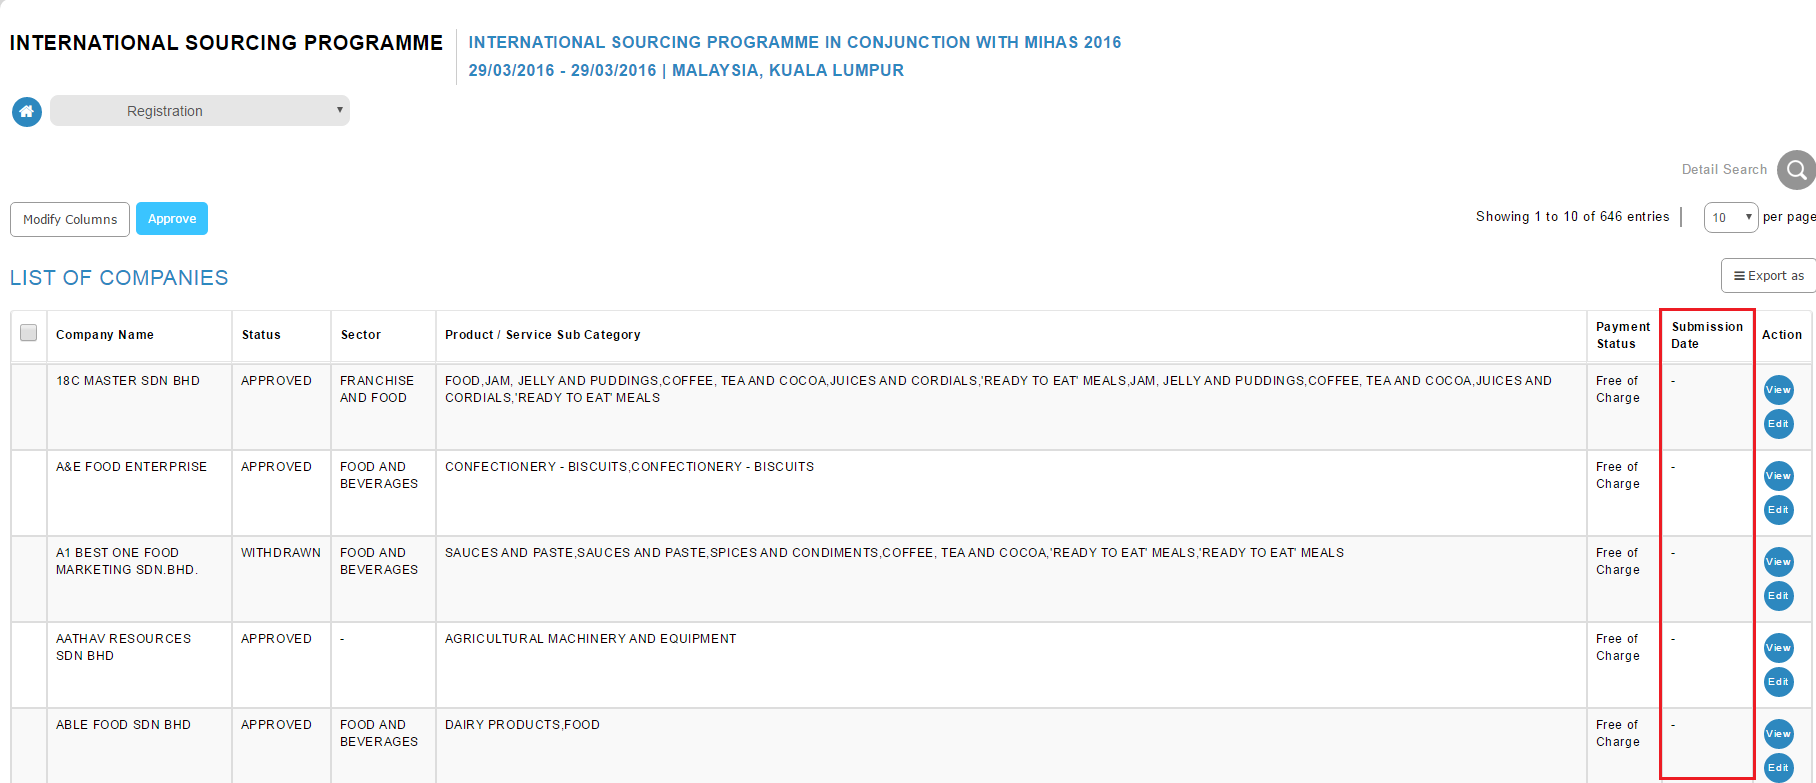 INTERNATIONAL SOURCING PROGRAMME
INTERNATIONAL SOURCING PROGRAMME IN CONJUNCTION WITH MIHAS 2016
29/03/2016 - 29/03/2016 | MALAYSIA, KUALA LUMPUR
Registration
Detail Search
Modify Columns
Approve
Showing 1 to 10 of 646 entries
10
per page
LIST OF COMPANIES
Export as
Company Name
Status
Sector
Product / Service Sub Category
Payment
Status
Submission
Date
Action
18C MASTER SDN BHD
APPROVED
FRANCHISE
AND FOOD
FOOD,JAM, JELLY AND PUDDINGS,COFFEE, TEA AND COCOA,JUICES AND CORDIALS,'READY TO EAT' MEALS,JAM, JELLY AND PUDDINGS,COFFEE, TEA AND COCOA,JUICES AND
CORDIALS,'READY TO EAT' MEALS
Free of
Charge
-
View
Edit
A&E FOOD ENTERPRISE
APPROVED
FOOD AND
BEVERAGES
CONFECTIONERY - BISCUITS,CONFECTIONERY - BISCUITS
Free of
Charge
-
View
Edit
A1 BEST ONE FOOD
MARKETING SDN.BHD.
WITHDRAWN
FOOD AND
BEVERAGES
SAUCES AND PASTE,SAUCES AND PASTE,SPICES AND CONDIMENTS,COFFEE, TEA AND COCOA,'READY TO EAT' MEALS,'READY TO EAT' MEALS
Free of
Charge
-
View
Edit
AATHAV RESOURCES
SDN BHD
APPROVED
-
AGRICULTURAL MACHINERY AND EQUIPMENT
Free of
Charge
-
View
Edit
ABLE FOOD SDN BHD
APPROVED
FOOD AND
BEVERAGES
DAIRY PRODUCTS,FOOD
Free of
Charge
-
View
Edit